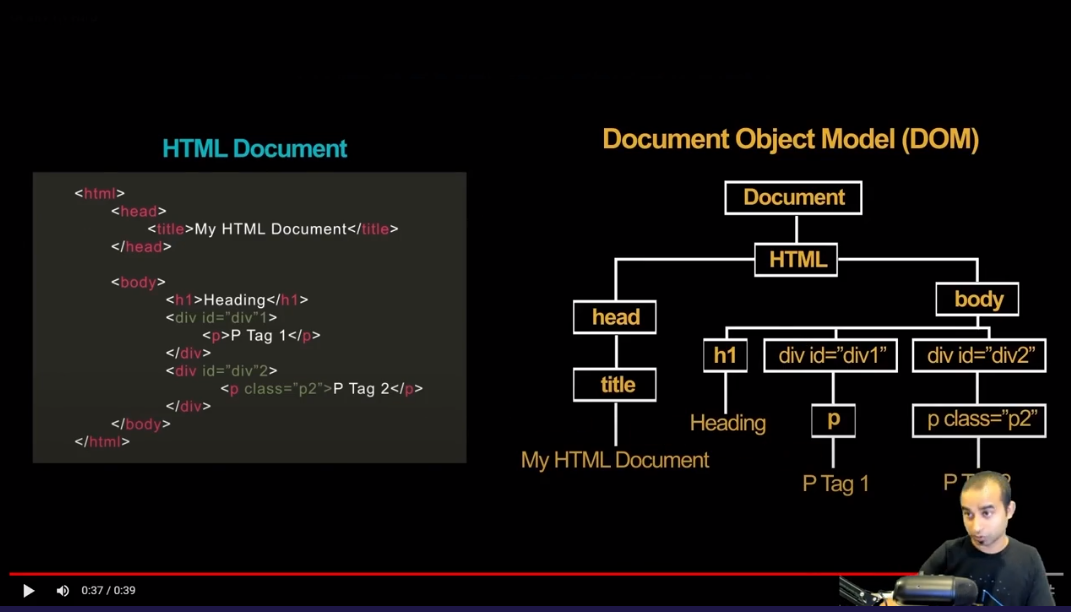 HTML Document
<html>
<head>
<title>My HTML Document</title>
</head>
<body>
<h1>Heading</h1>
<div id="div"1>
<p>P Tag 1</p>
</div>
<div id="div"2>
<p class="p2">P Tag 2</p>
</div>
</body>
</html>
Document Object Model (DOM)
Document
HTML
head
body
title
h1
div id="div1"
div id="div2"
My HTML Document
Heading
p
p class="p2"
P Tag 1
P
0:37 / 0:39